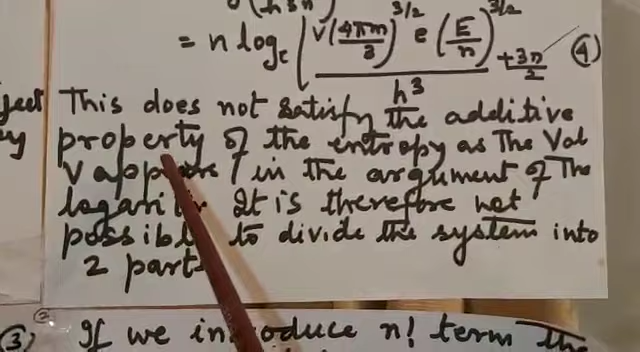 = n log_e [ V (4πm/3)^3/2 e (E/n)^3/2 / h^3 ] + 3n/2 (4)
This does not satisfy the additive
property of the entropy as The Vol
V appears in the argument of The
logarithm It is therefore not
possible to divide the system into
2 parts
(3) If we introduce n! term the